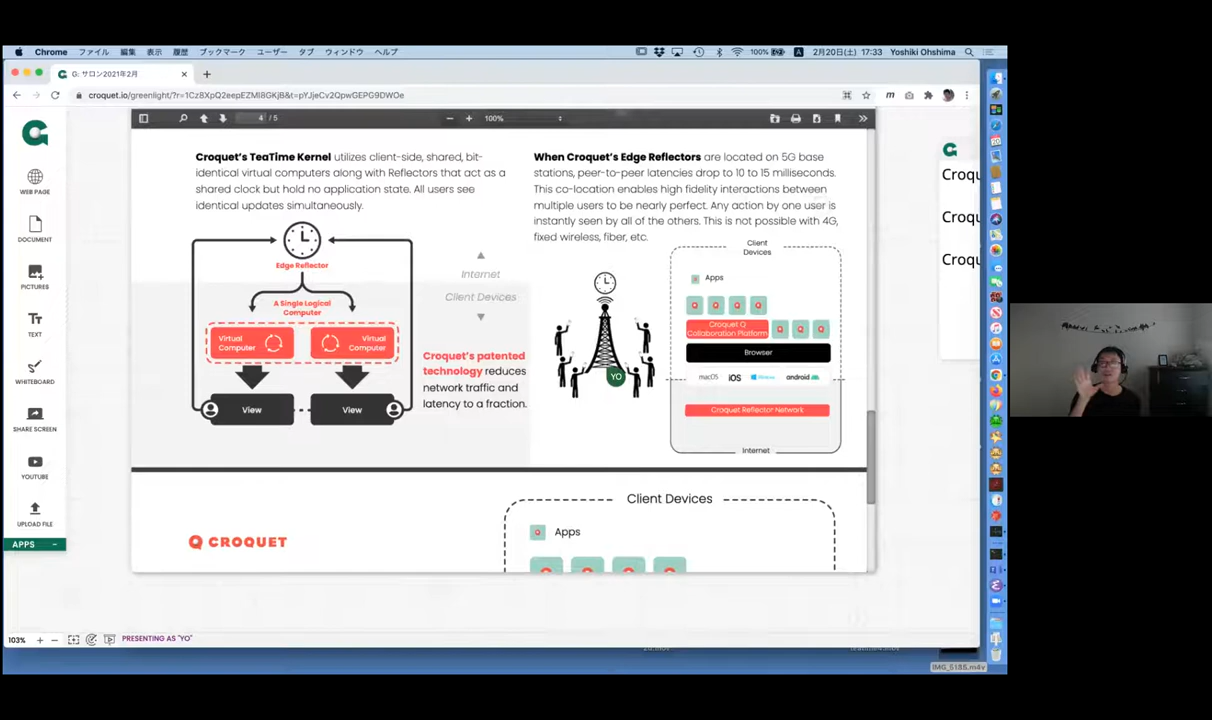 Chrome ファイル 編集 表示 履歴 ブックマーク ユーザー タブ ウィンドウ ヘルプ 100% A 2月20日(土) 17:33 Yoshiki Ohshima
G: サロン2021年2月
croquet.io/greenlight/?r=1Cz8XpQ2eepEZMI8GKjB&t=pYJjeCv2QpwGEPG9DWOe
4 / 5 100%
WEB PAGE
DOCUMENT
PICTURES
TEXT
WHITEBOARD
SHARE SCREEN
YOUTUBE
UPLOAD FILE
APPS
Croquet's TeaTime Kernel utilizes client-side, shared, bit-
identical virtual computers along with Reflectors that act as a
shared clock but hold no application state. All users see
identical updates simultaneously.
Edge Reflector
A Single Logical
Computer
Virtual
Computer
Virtual
Computer
View
View
Internet
Client Devices
Croquet's patented
technology reduces
network traffic and
latency to a fraction.
When Croquet's Edge Reflectors are located on 5G base
stations, peer-to-peer latencies drop to 10 to 15 milliseconds.
This co-location enables high fidelity interactions between
multiple users to be nearly perfect. Any action by one user is
instantly seen by all of the others. This is not possible with 4G,
fixed wireless, fiber, etc.
YO
Client
Devices
Apps
Croquet Q
Collaboration Platform
Browser
macOS iOS Windows android
Croquet Reflector Network
Internet
CROQUET
Client Devices
Apps
Croqu
Croqu
Croqu
103% + − PRESENTING AS "YO"
IMG_5185.m4v